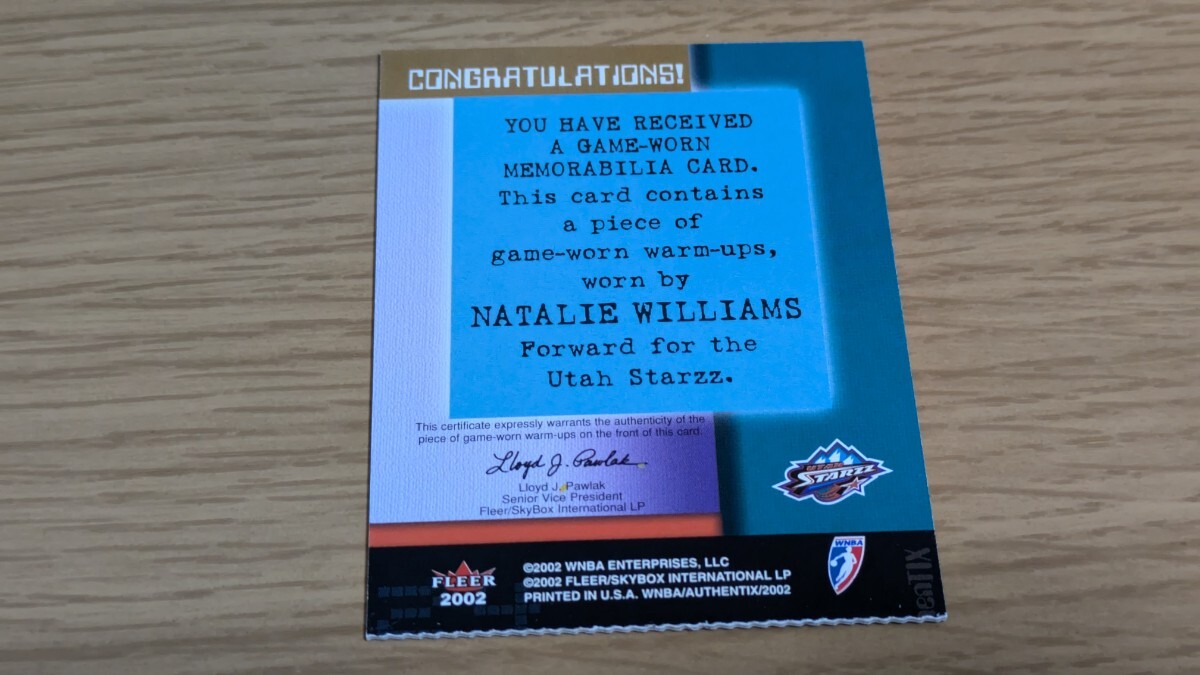 CONGRATULATIONS!
YOU HAVE RECEIVED
A GAME-WORN
MEMORABILIA CARD.
This card contains
a piece of
game-worn warm-ups,
worn by
NATALIE WILLIAMS
Forward for the
Utah Starzz.
This certificate expressly warrants the authenticity of the
piece of game-worn warm-ups on the front of this card.
Lloyd J. Pawlak
Lloyd J. Pawlak
Senior Vice President
Fleer/SkyBox International LP
UTAH
STARZZ
FLEER
2002
©2002 WNBA ENTERPRISES, LLC
©2002 FLEER/SKYBOX INTERNATIONAL LP
PRINTED IN U.S.A. WNBA/AUTHENTIX/2002
WNBA